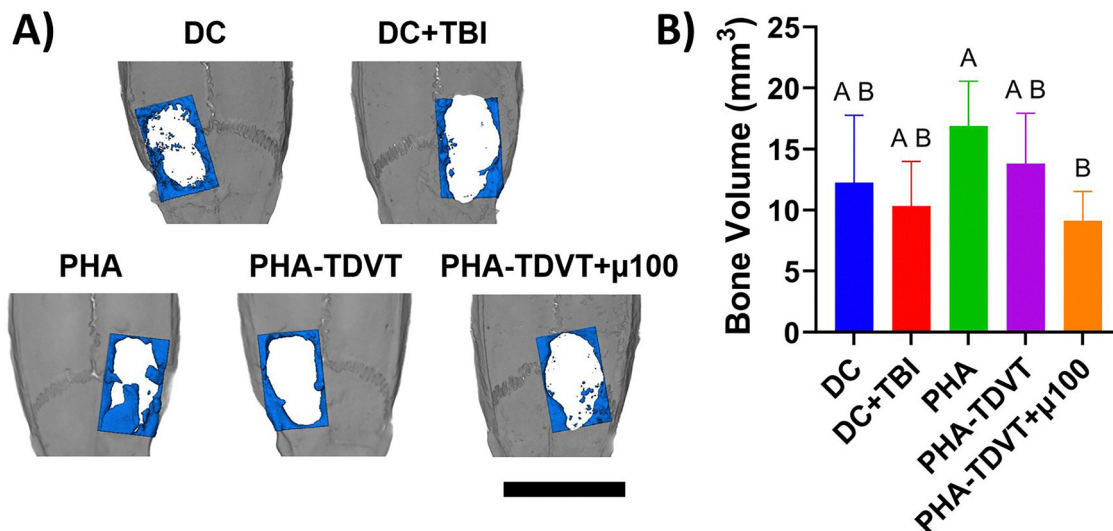 A)
DC
DC+TBI
PHA
PHA-TDVT
PHA-TDVT+µ100
B)
Bone Volume (mm³)
25
20
15
10
5
0
A B
A B
A
A B
B
DC
DC+TBI
PHA
PHA-TDVT
PHA-TDVT+µ100